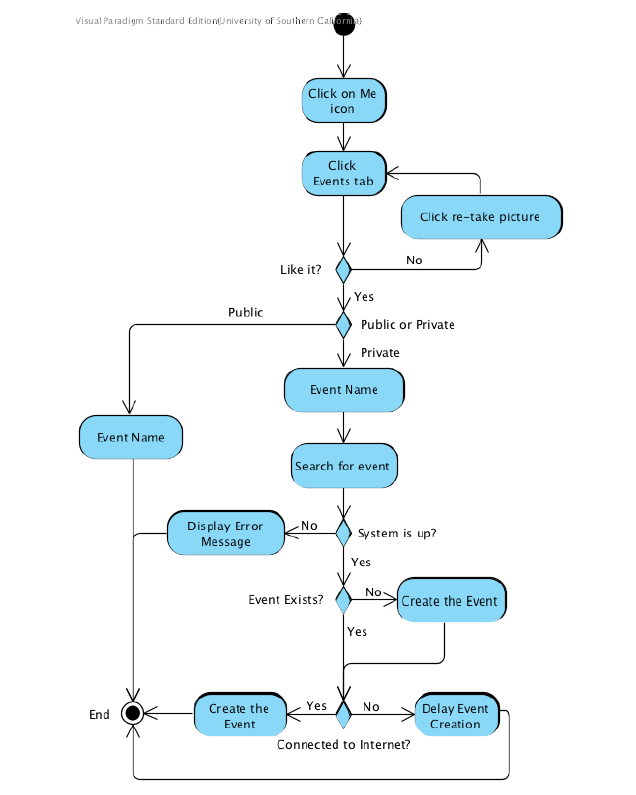 Visual Paradigm Standard Edition(University of Southern California)
Click on Me
icon
Click
Events tab
Click re-take picture
No
Like it?
Yes
Public
Public or Private
Private
Event Name
Event Name
Search for event
Display Error
Message
No
System is up?
Yes
Event Exists?
No
Create the Event
Yes
End
Create the
Event
Yes
No
Delay Event
Creation
Connected to Internet?